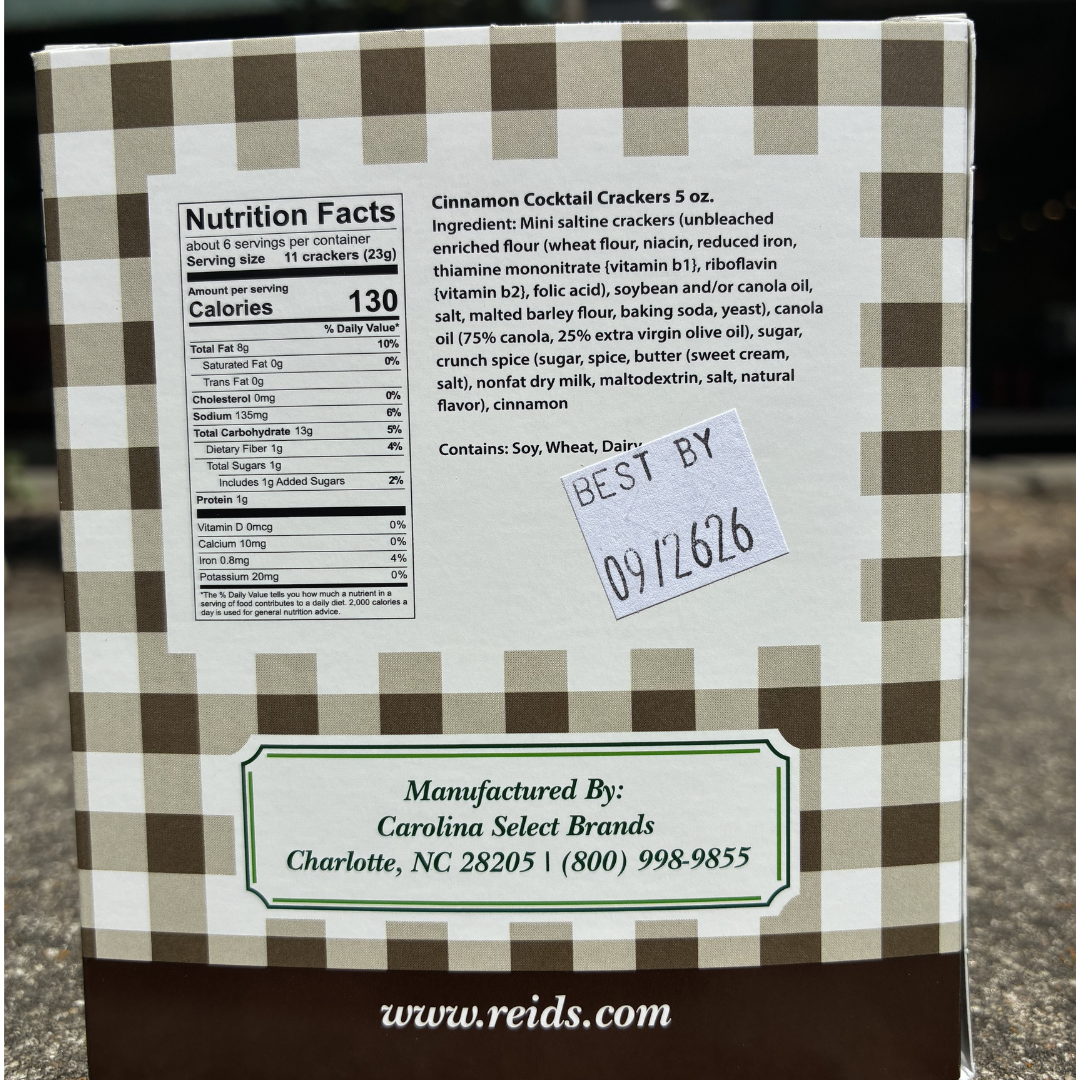 Nutrition Facts
about 6 servings per container
Serving size 11 crackers (23g)
Amount per serving
Calories 130
% Daily Value*
Total Fat 8g 10%
Saturated Fat 0g 0%
Trans Fat 0g
Cholesterol 0mg 0%
Sodium 135mg 6%
Total Carbohydrate 13g 5%
Dietary Fiber 1g 4%
Total Sugars 1g
Includes 1g Added Sugars 2%
Protein 1g
Vitamin D 0mcg 0%
Calcium 10mg 0%
Iron 0.8mg 4%
Potassium 20mg 0%
*The % Daily Value tells you how much a nutrient in a
serving of food contributes to a daily diet. 2,000 calories a
day is used for general nutrition advice.
Cinnamon Cocktail Crackers 5 oz.
Ingredient: Mini saltine crackers (unbleached
enriched flour (wheat flour, niacin, reduced iron,
thiamine mononitrate {vitamin b1}, riboflavin
{vitamin b2}, folic acid), soybean and/or canola oil,
salt, malted barley flour, baking soda, yeast), canola
oil (75% canola, 25% extra virgin olive oil), sugar,
crunch spice (sugar, spice, butter (sweet cream,
salt), nonfat dry milk, maltodextrin, salt, natural
flavor), cinnamon
Contains: Soy, Wheat, Dairy
BEST BY
09/2626
Manufactured By:
Carolina Select Brands
Charlotte, NC 28205 | (800) 998-9855
www.reids.com